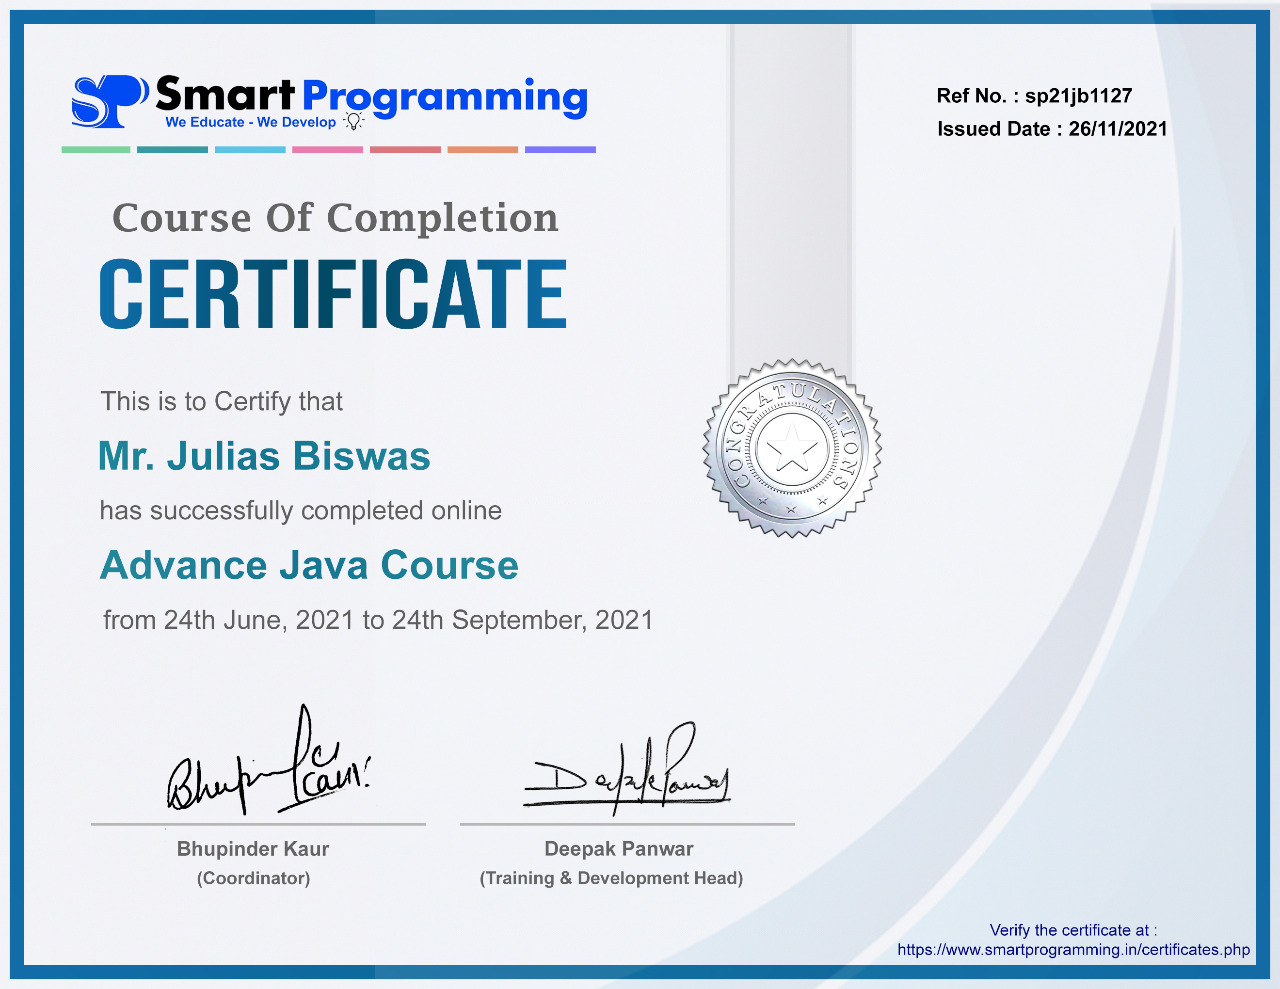 Smart Programming
We Educate - We Develop
Ref No. : sp21jb1127
Issued Date : 26/11/2021
Course Of Completion
CERTIFICATE
This is to Certify that
Mr. Julias Biswas
has successfully completed online
Advance Java Course
from 24th June, 2021 to 24th September, 2021
CONGRATULATIONS
Bhupinder Kaur
Deepak Panwar
Bhupinder Kaur
(Coordinator)
Deepak Panwar
(Training & Development Head)
Verify the certificate at :
https://www.smartprogramming.in/certificates.php